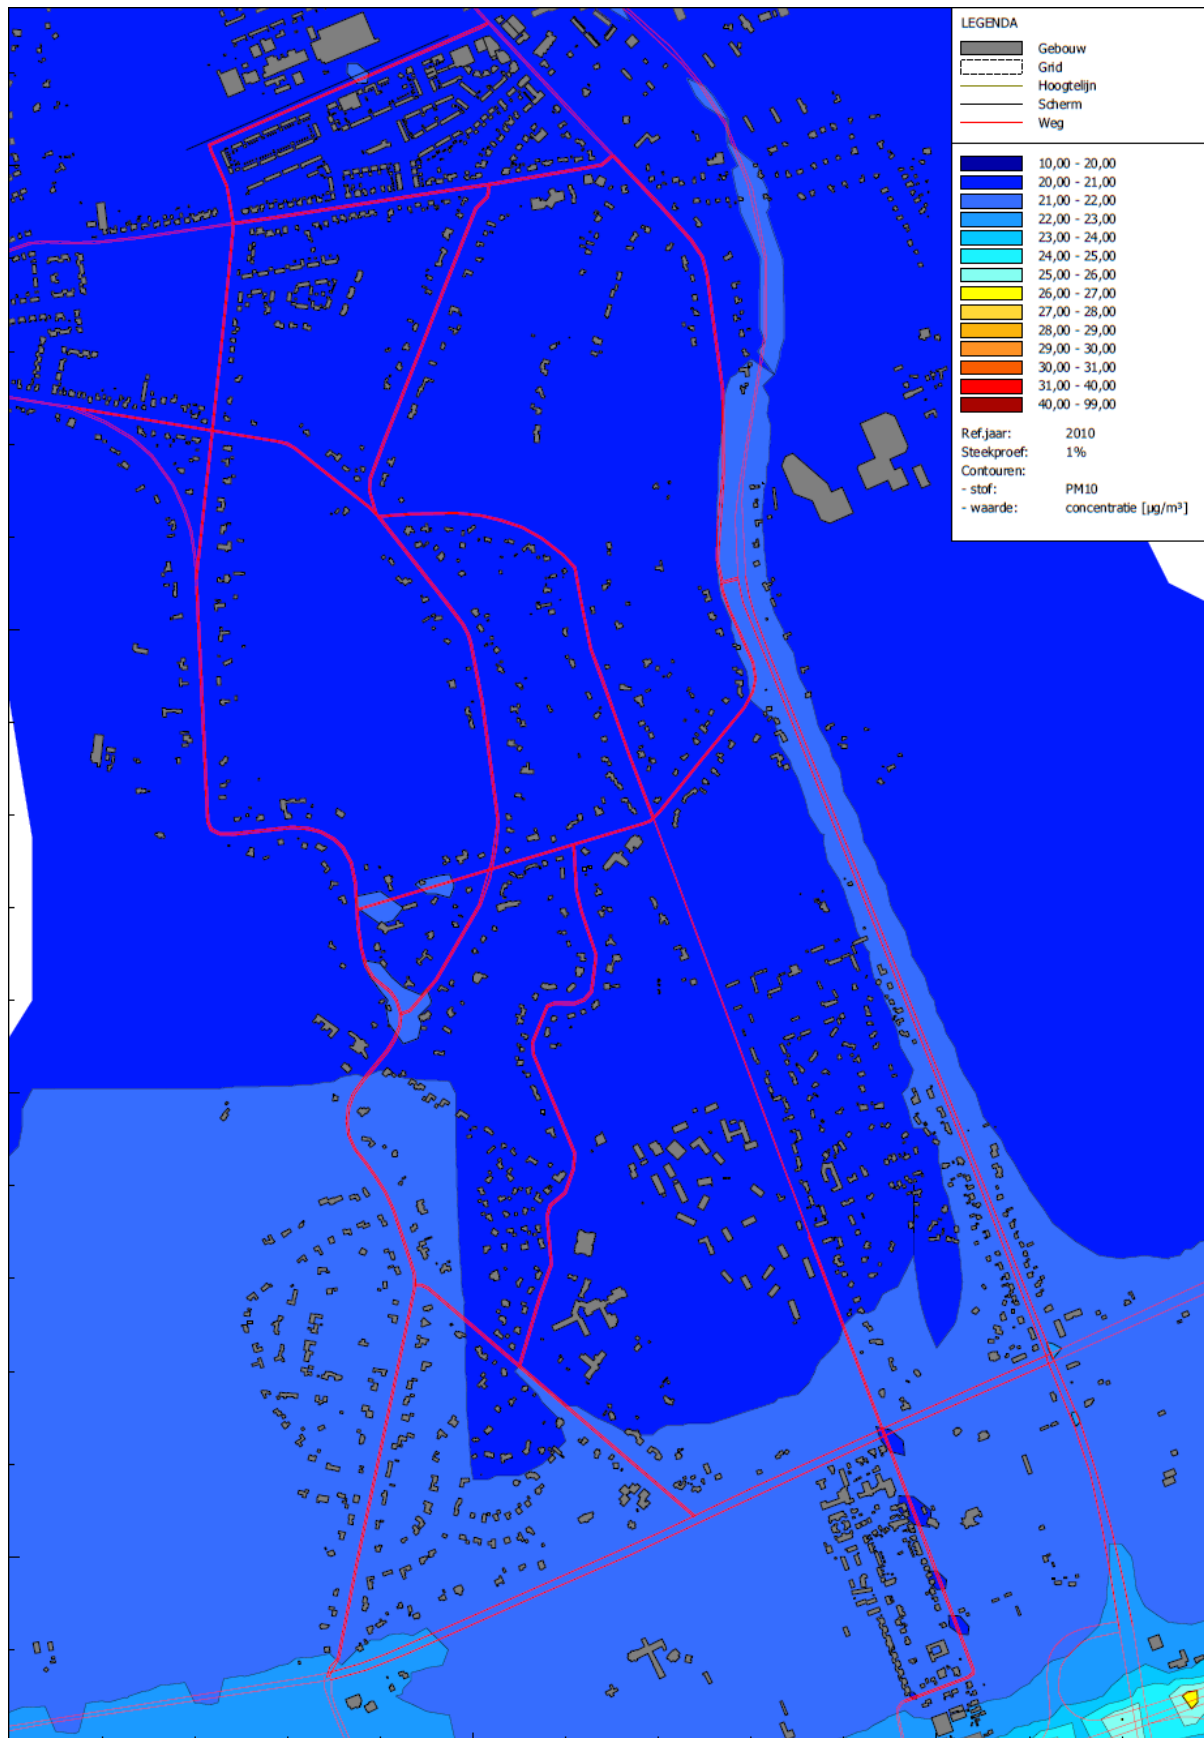 LEGENDA
Gebouw
Grid
Hoogtelijn
Scherm
Weg
10,00 - 20,00
20,00 - 21,00
21,00 - 22,00
22,00 - 23,00
23,00 - 24,00
24,00 - 25,00
25,00 - 26,00
26,00 - 27,00
27,00 - 28,00
28,00 - 29,00
29,00 - 30,00
30,00 - 31,00
31,00 - 40,00
40,00 - 99,00
Ref.jaar: 2010
Steekproef: 1%
Contouren:
- stof: PM10
- waarde: concentratie [µg/m³]